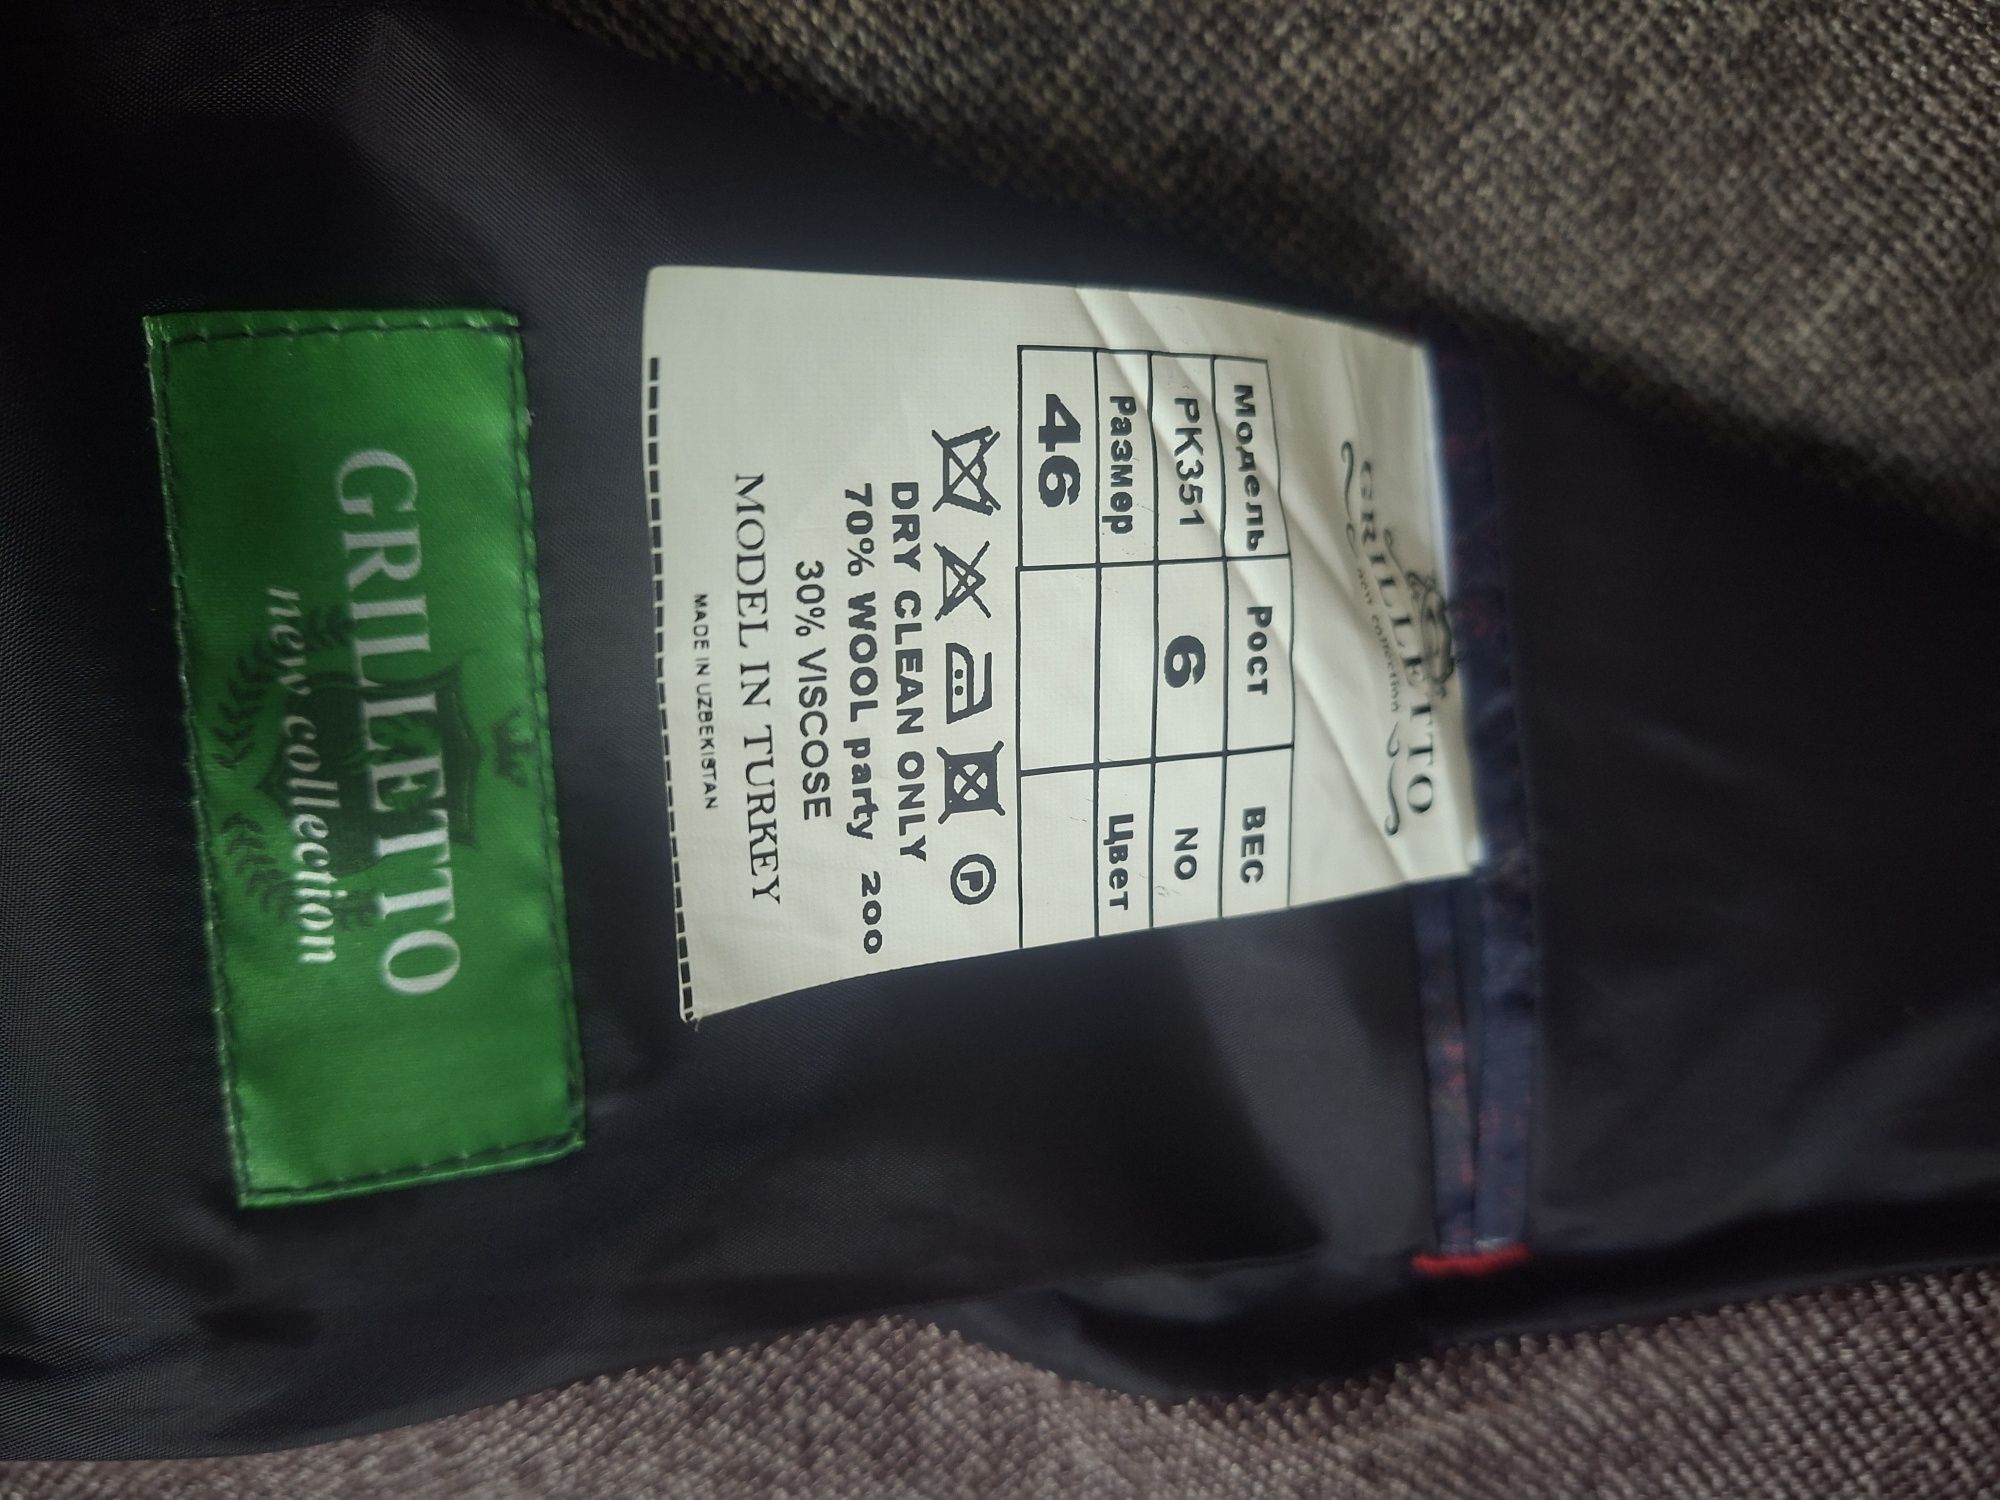 GRILLETTO
new collection
Модель Рост ВЕС
PK351 6 NO
Размер Цвет
46
P
DRY CLEAN ONLY
70% WOOL party 200
30% VISCOSE
MODEL IN TURKEY
MADE IN UZBEKISTAN
GRILLETTO
new collection